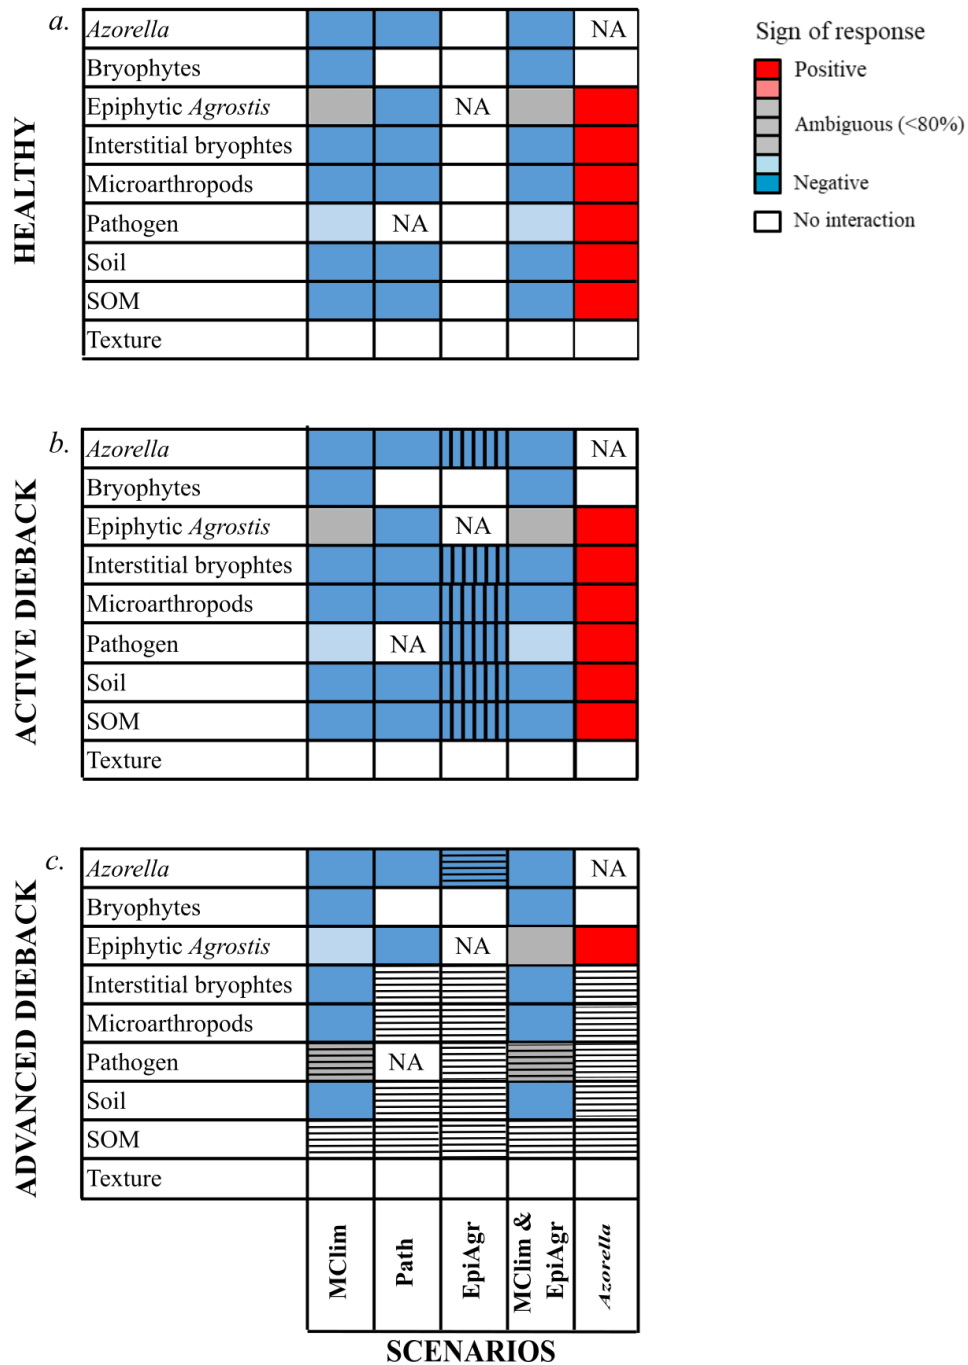 a.
HEALTHY
Azorella NA
Bryophytes
Epiphytic Agrostis NA
Interstitial bryophtes
Microarthropods
Pathogen NA
Soil
SOM
Texture
Sign of response
Positive
Ambiguous (<80%)
Negative
No interaction
b.
ACTIVE DIEBACK
Azorella NA
Bryophytes
Epiphytic Agrostis NA
Interstitial bryophtes
Microarthropods
Pathogen NA
Soil
SOM
Texture
c.
ADVANCED DIEBACK
Azorella NA
Bryophytes
Epiphytic Agrostis NA
Interstitial bryophtes
Microarthropods
Pathogen NA
Soil
SOM
Texture
MClim
Path
EpiAgr
MClim &
EpiAgr
Azorella
SCENARIOS